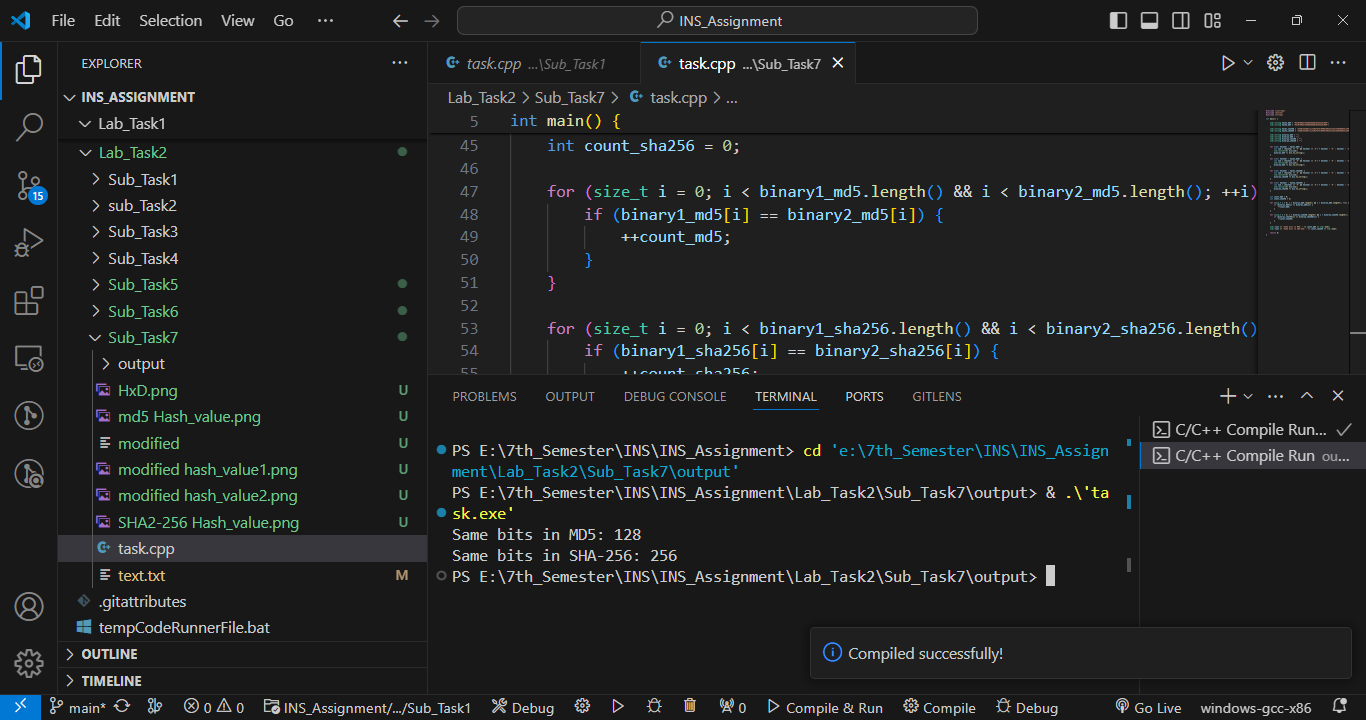 File Edit Selection View Go ··· INS_Assignment
EXPLORER ···
INS_ASSIGNMENT
Lab_Task1
Lab_Task2
Sub_Task1
sub_Task2
Sub_Task3
Sub_Task4
Sub_Task5
Sub_Task6
Sub_Task7
output
HxD.png U
md5 Hash_value.png U
modified U
modified hash_value1.png U
modified hash_value2.png U
SHA2-256 Hash_value.png U
task.cpp
text.txt M
.gitattributes
tempCodeRunnerFile.bat
OUTLINE
TIMELINE
15
task.cpp ...\Sub_Task1 task.cpp ...\Sub_Task7
Lab_Task2 > Sub_Task7 > task.cpp > ...
5 int main() {
45 int count_sha256 = 0;
46
47 for (size_t i = 0; i < binary1_md5.length() && i < binary2_md5.length(); ++i)
48 if (binary1_md5[i] == binary2_md5[i]) {
49 ++count_md5;
50 }
51 }
52
53 for (size_t i = 0; i < binary1_sha256.length() && i < binary2_sha256.length()
54 if (binary1_sha256[i] == binary2_sha256[i]) {
55 ++count_sha256;
PROBLEMS OUTPUT DEBUG CONSOLE TERMINAL PORTS GITLENS
PS E:\7th_Semester\INS\INS_Assignment> cd 'e:\7th_Semester\INS\INS_Assign
ment\Lab_Task2\Sub_Task7\output'
PS E:\7th_Semester\INS\INS_Assignment\Lab_Task2\Sub_Task7\output> & .\'ta
sk.exe'
Same bits in MD5: 128
Same bits in SHA-256: 256
PS E:\7th_Semester\INS\INS_Assignment\Lab_Task2\Sub_Task7\output>
C/C++ Compile Run...
C/C++ Compile Run ou...
Compiled successfully!
main* 0 0 INS_Assignment/.../Sub_Task1 Debug 0 Compile & Run Compile Debug Go Live windows-gcc-x86